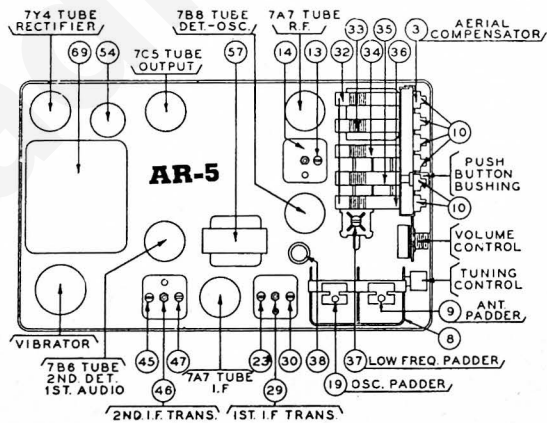 7Y4 TUBE
RECTIFIER
69
54
7C5 TUBE
OUTPUT
57
7B8 TUBE
DET.-OSC.
14
13
7A7 TUBE
R.F.
32
33
34
35
36
3
AERIAL
COMPENSATOR
10
PUSH
BUTTON
BUSHING
10
VOLUME
CONTROL
TUNING
CONTROL
ANT.
PADDER
9
8
AR-5
VIBRATOR
7B6 TUBE
2ND. DET.
1ST. AUDIO
45
46
47
2ND. I.F. TRANS.
7A7 TUBE
I.F
23
29
30
1ST. I.F TRANS.
38
37
LOW FREQ. PADDER
19
OSC. PADDER